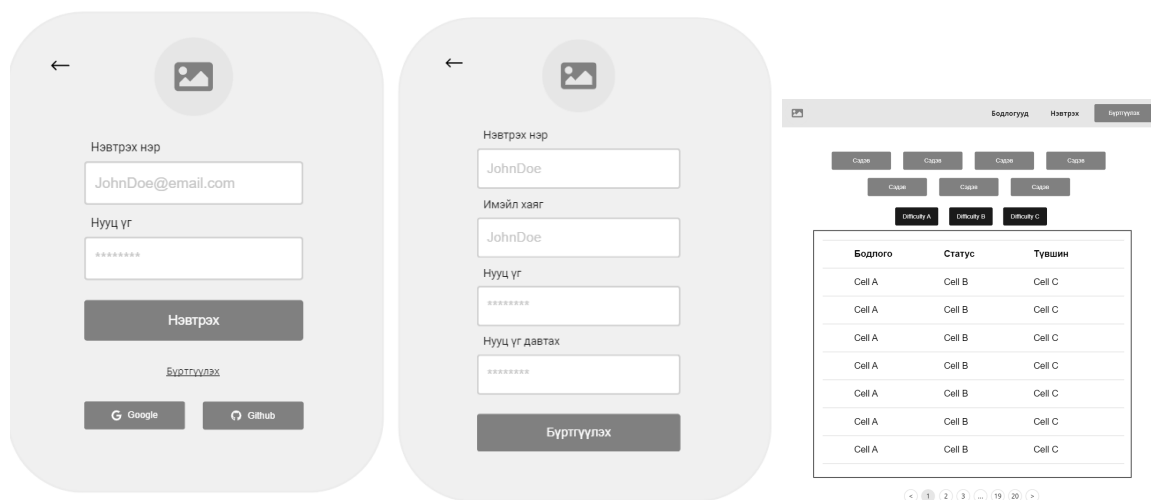 Нэвтрэх нэр
JohnDoe@email.com
Нууц үг
********
Нэвтрэх
Бүртгүүлэх
Google Github
Нэвтрэх нэр
JohnDoe
Имэйл хаяг
JohnDoe
Нууц үг
********
Нууц үг давтах
********
Бүртгүүлэх
Бодлогууд Нэвтрэх Бүртгүүлэх
Сэдэв Сэдэв Сэдэв Сэдэв
Сэдэв Сэдэв Сэдэв
Difficulty A Difficulty B Difficulty C
Бодлого Статус Түвшин
Cell A Cell B Cell C
Cell A Cell B Cell C
Cell A Cell B Cell C
Cell A Cell B Cell C
Cell A Cell B Cell C
Cell A Cell B Cell C
Cell A Cell B Cell C
< 1 2 3 ... 19 20 >